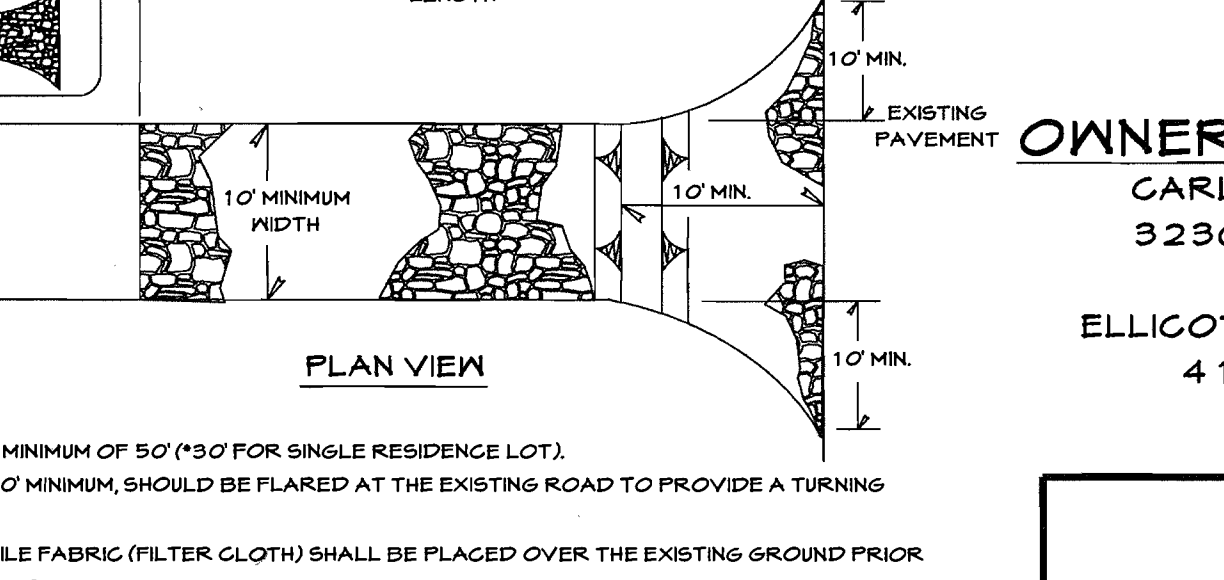 10' MIN.
EXISTING
PAVEMENT
10' MINIMUM
WIDTH
10' MIN.
10' MIN.
PLAN VIEW
MINIMUM OF 50' (*30' FOR SINGLE RESIDENCE LOT).
0' MINIMUM, SHOULD BE FLARED AT THE EXISTING ROAD TO PROVIDE A TURNING
ILE FABRIC (FILTER CLOTH) SHALL BE PLACED OVER THE EXISTING GROUND PRIOR
OWNER
CARL
323
ELLICOT
4 1